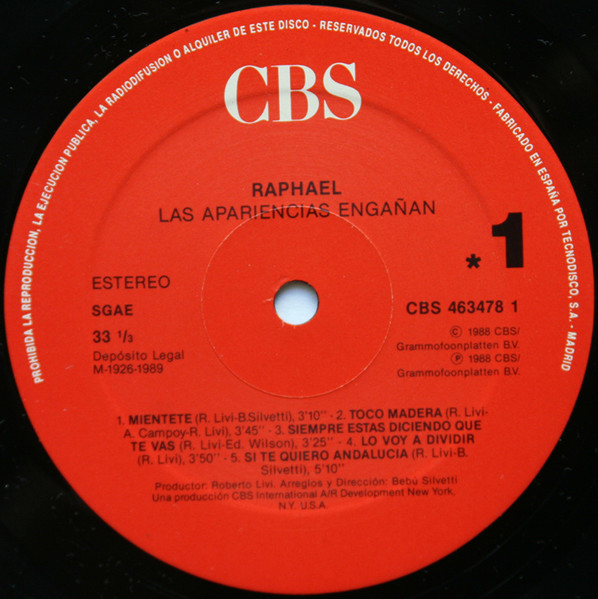 PROHIBIDA LA REPRODUCCION, LA EJECUCION PUBLICA, LA RADIODIFUSION O ALQUILER DE ESTE DISCO - RESERVADOS TODOS LOS DERECHOS - FABRICADO EN ESPAÑA POR TECNODISCO, S.A. - MADRID
CBS
RAPHAEL
LAS APARIENCIAS ENGAÑAN
* 1
ESTEREO
SGAE
33 1/3
Depósito Legal
M-1926-1989
CBS 463478 1
© 1988 CBS/
Grammofoonplatten B.V.
Ⓟ 1988 CBS/
Grammofoonplatten B.V.
1. MIENTETE (R. Livi-B.Silvetti), 3'10" - 2. TOCO MADERA (R. Livi-
A. Campoy-R. Livi), 3'45" - 3. SIEMPRE ESTAS DICIENDO QUE
TE VAS (R. Livi-Ed. Wilson), 3'25" - 4. LO VOY A DIVIDIR
(R. Livi), 3'50" - 5. SI TE QUIERO ANDALUCIA (R. Livi-B.
Silvetti), 5'10"
Productor: Roberto Livi. Arreglos y Dirección: Bebú Silvetti
Una producción CBS International A/R Development New York,
N.Y. U.S.A.